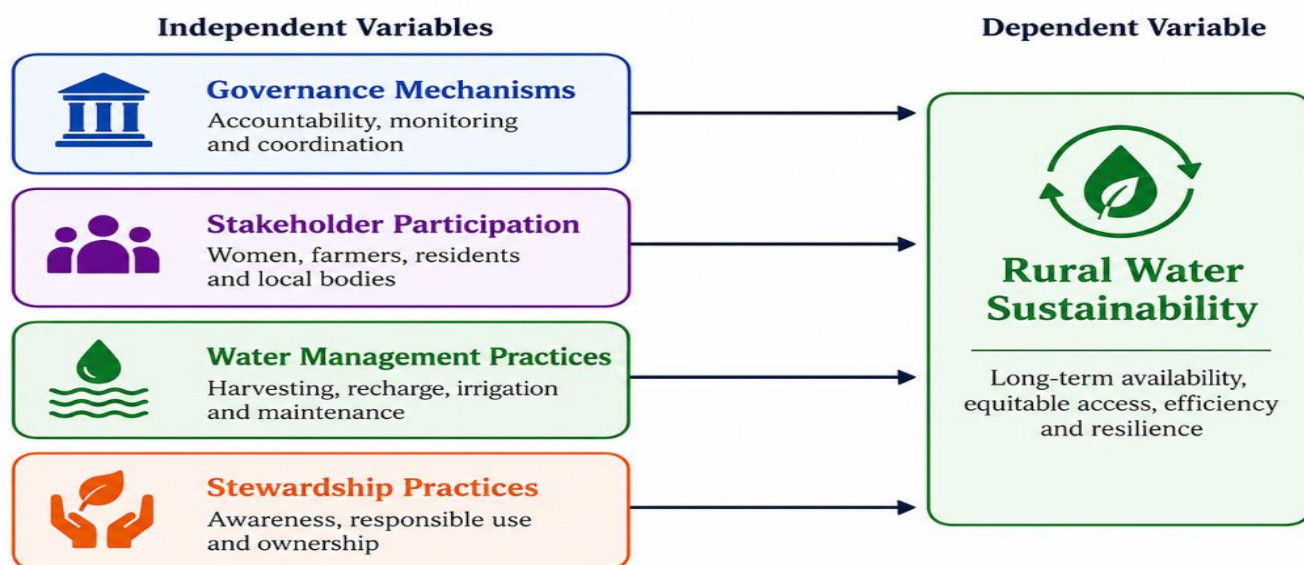 Independent Variables
Governance Mechanisms
Accountability, monitoring
and coordination
Stakeholder Participation
Women, farmers, residents
and local bodies
Water Management Practices
Harvesting, recharge, irrigation
and maintenance
Stewardship Practices
Awareness, responsible use
and ownership
Dependent Variable
Rural Water
Sustainability
Long-term availability,
equitable access, efficiency
and resilience